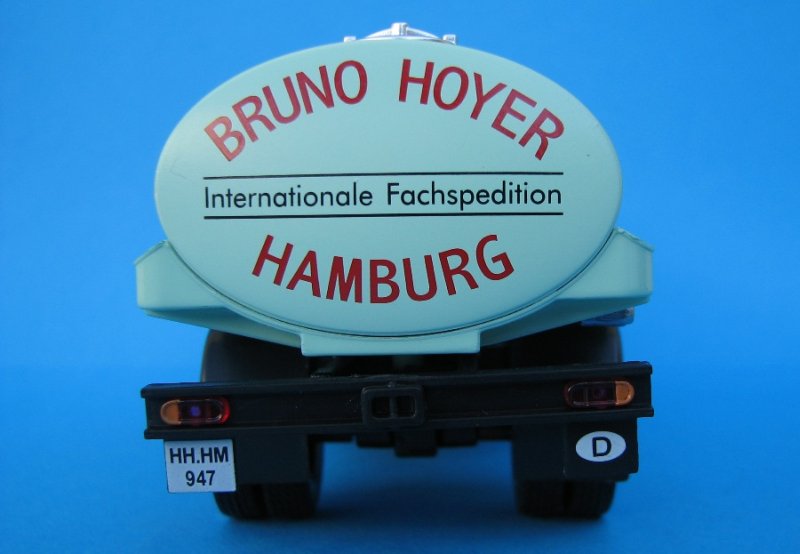 BRUNO HOYER
Internationale Fachspedition
HAMBURG
HH.HM
947
D